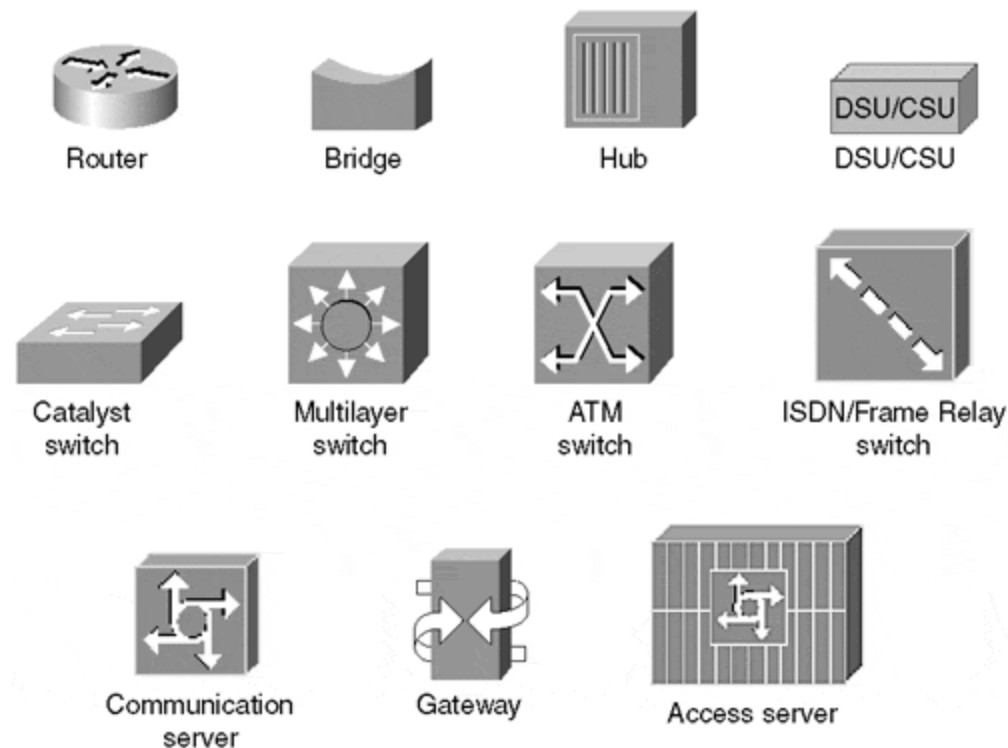 Router
Bridge
Hub
DSU/CSU
DSU/CSU
Catalyst
switch
Multilayer
switch
ATM
switch
ISDN/Frame Relay
switch
Communication
server
Gateway
Access server